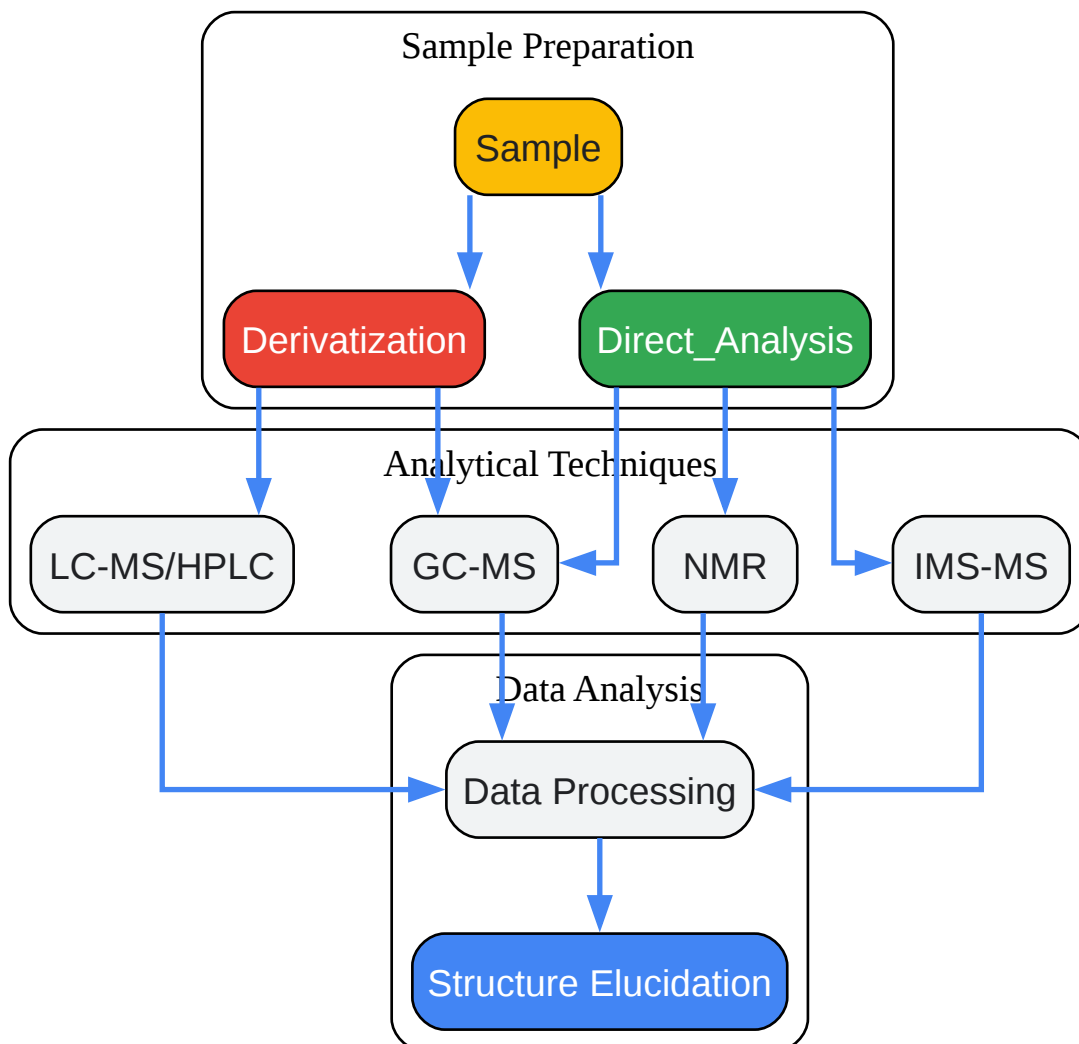 Sample Preparation
Sample
Derivatization
Direct_Analysis
Analytical Techniques
LC-MS/HPLC
GC-MS
NMR
IMS-MS
Data Analysis
Data Processing
Structure Elucidation